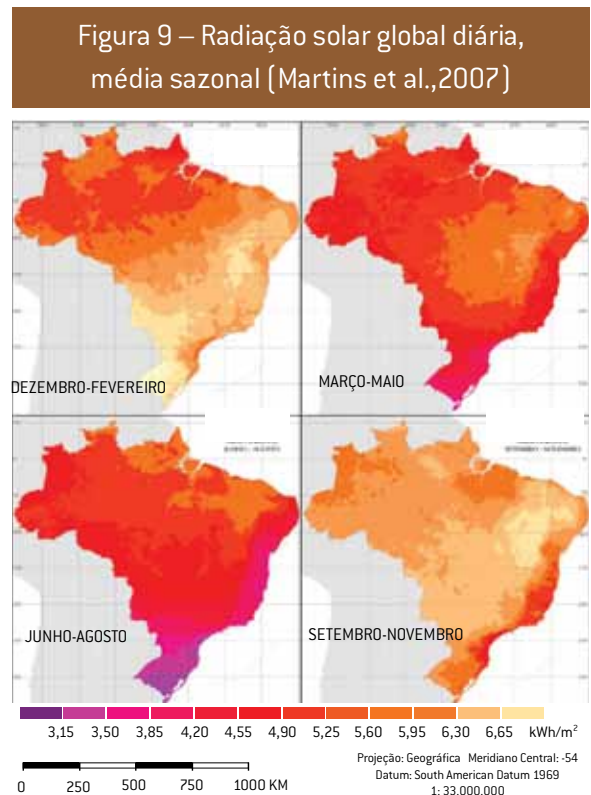 Figura 9 – Radiação solar global diária,
média sazonal (Martins et al.,2007)
DEZEMBRO-FEVEREIRO
MARÇO-MAIO
JUNHO-AGOSTO
SETEMBRO-NOVEMBRO
3,15 3,50 3,85 4,20 4,55 4,90 5,25 5,60 5,95 6,30 6,65 kWh/m²
0 250 500 750 1000 KM
Projeção: Geográfica Meridiano Central: -54
Datum: South American Datum 1969
1: 33.000.000